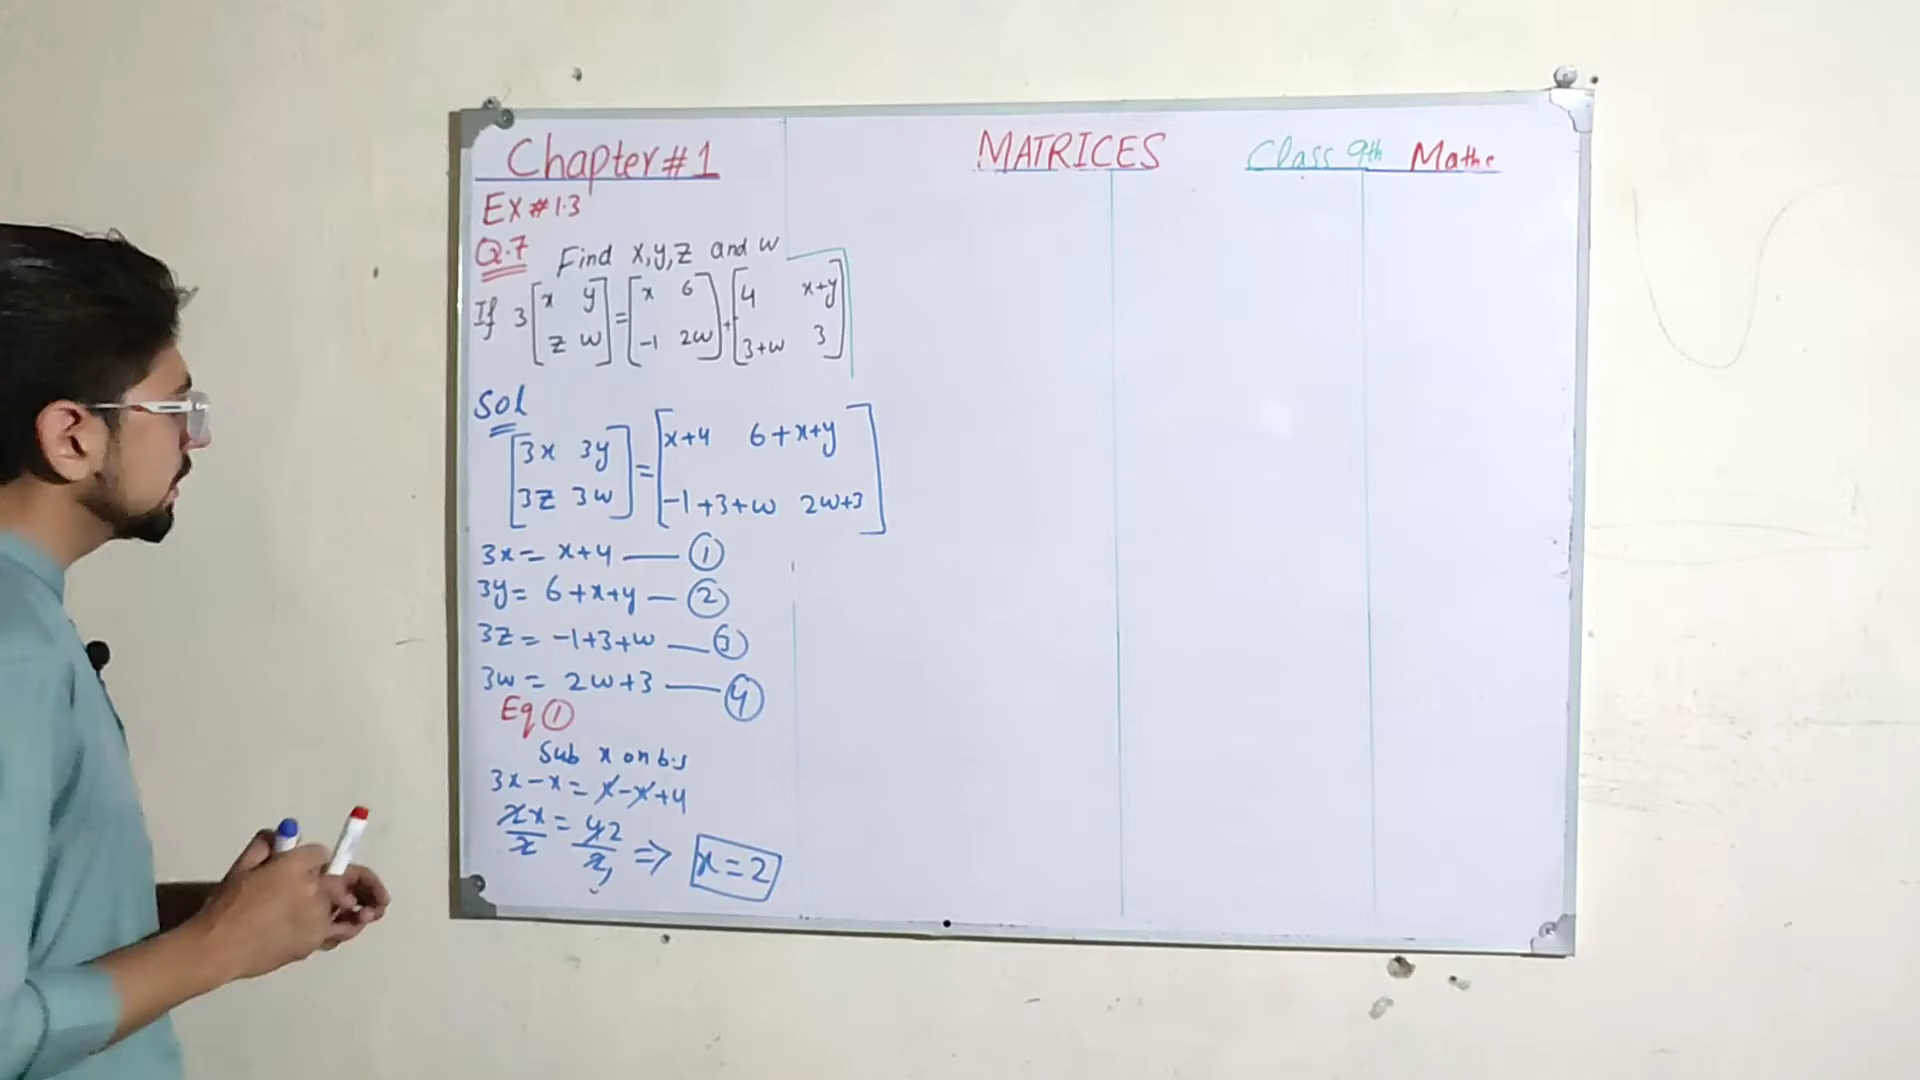 Chapter#1 MATRICES Class 9th Maths
Ex#1.3
Q.7 Find x,y,z and w
If 3[x y = [x 6 + [4 x+y]
z w] -1 2w] 3+w 3]
Sol
[3x 3y] = [x+4 6+x+y]
[3z 3w] [-1+3+w 2w+3]
3x = x+4 — ①
3y = 6+x+y — ②
3z = -1+3+w — ③
3w = 2w+3 — ④
Eq ①
Sub x on b.s
3x-x = x-x+4
2x/2 = 4 2/2 ⇒ x=2